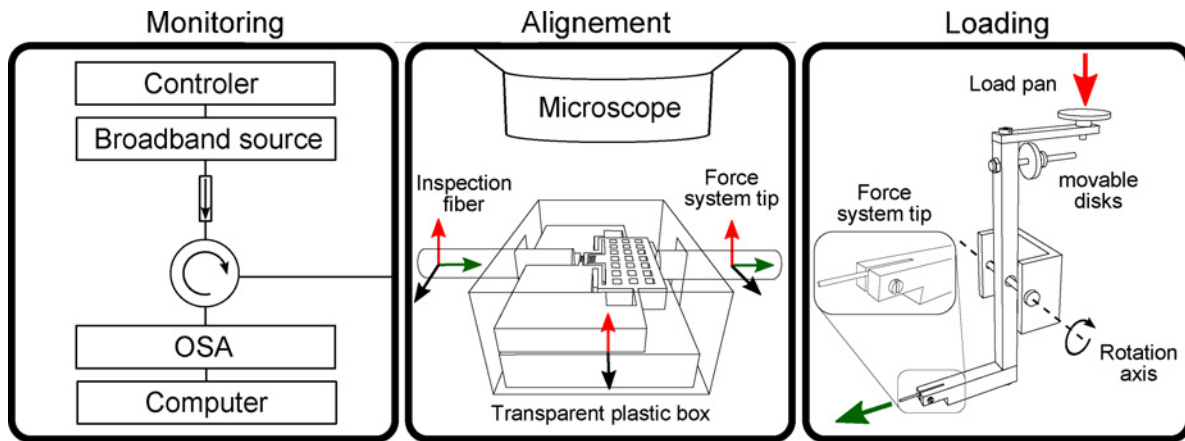 Monitoring
Controler
Broadband source
OSA
Computer
Alignement
Microscope
Inspection
fiber
Force
system tip
Transparent plastic box
Loading
Load pan
movable
disks
Force
system tip
Rotation
axis